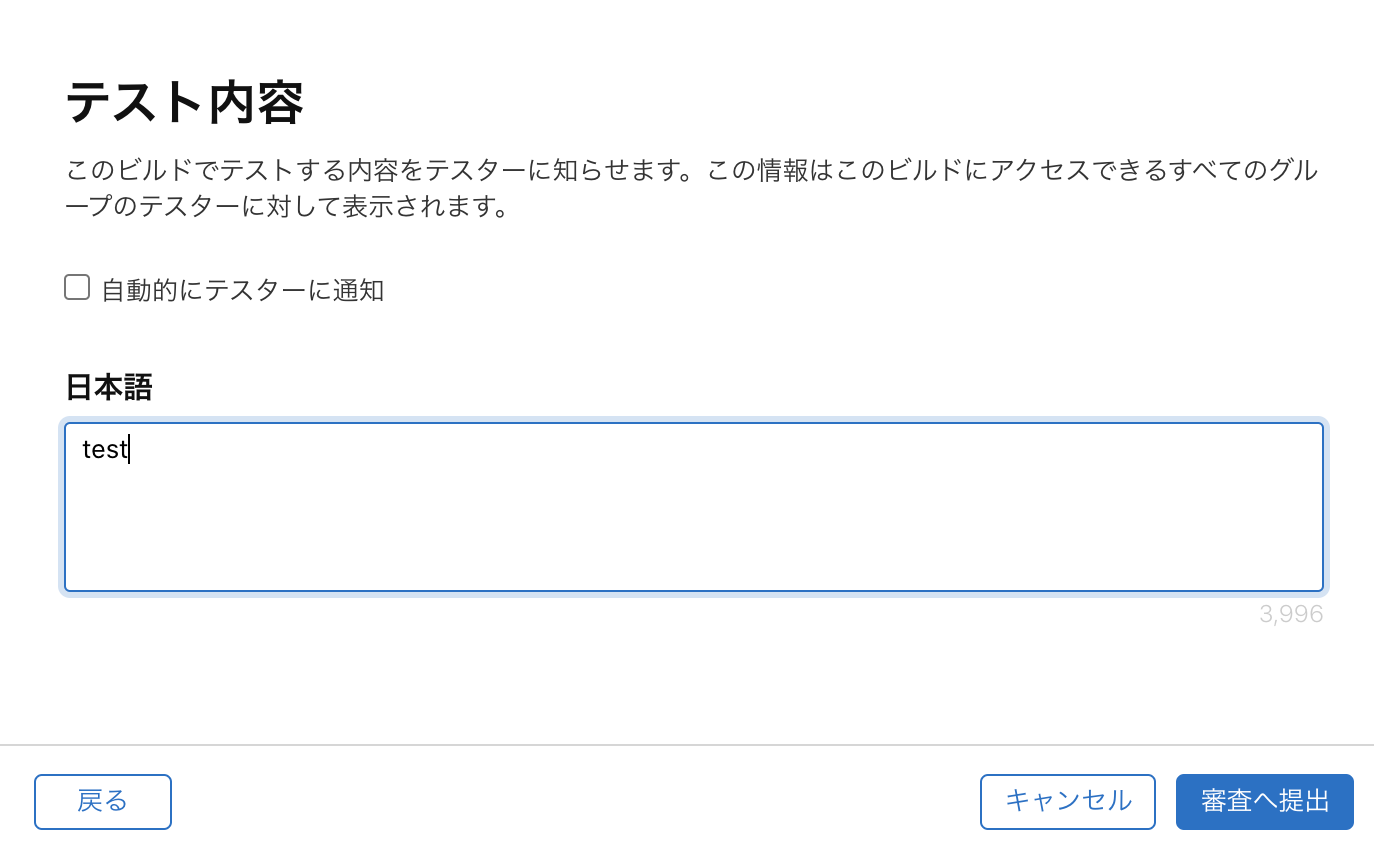 テスト内容
このビルドでテストする内容をテスターに知らせます。この情報はこのビルドにアクセスできるすべてのグル
ープのテスターに対して表示されます。
自動的にテスターに通知
日本語
test
3,996
戻る
キャンセル
審査へ提出